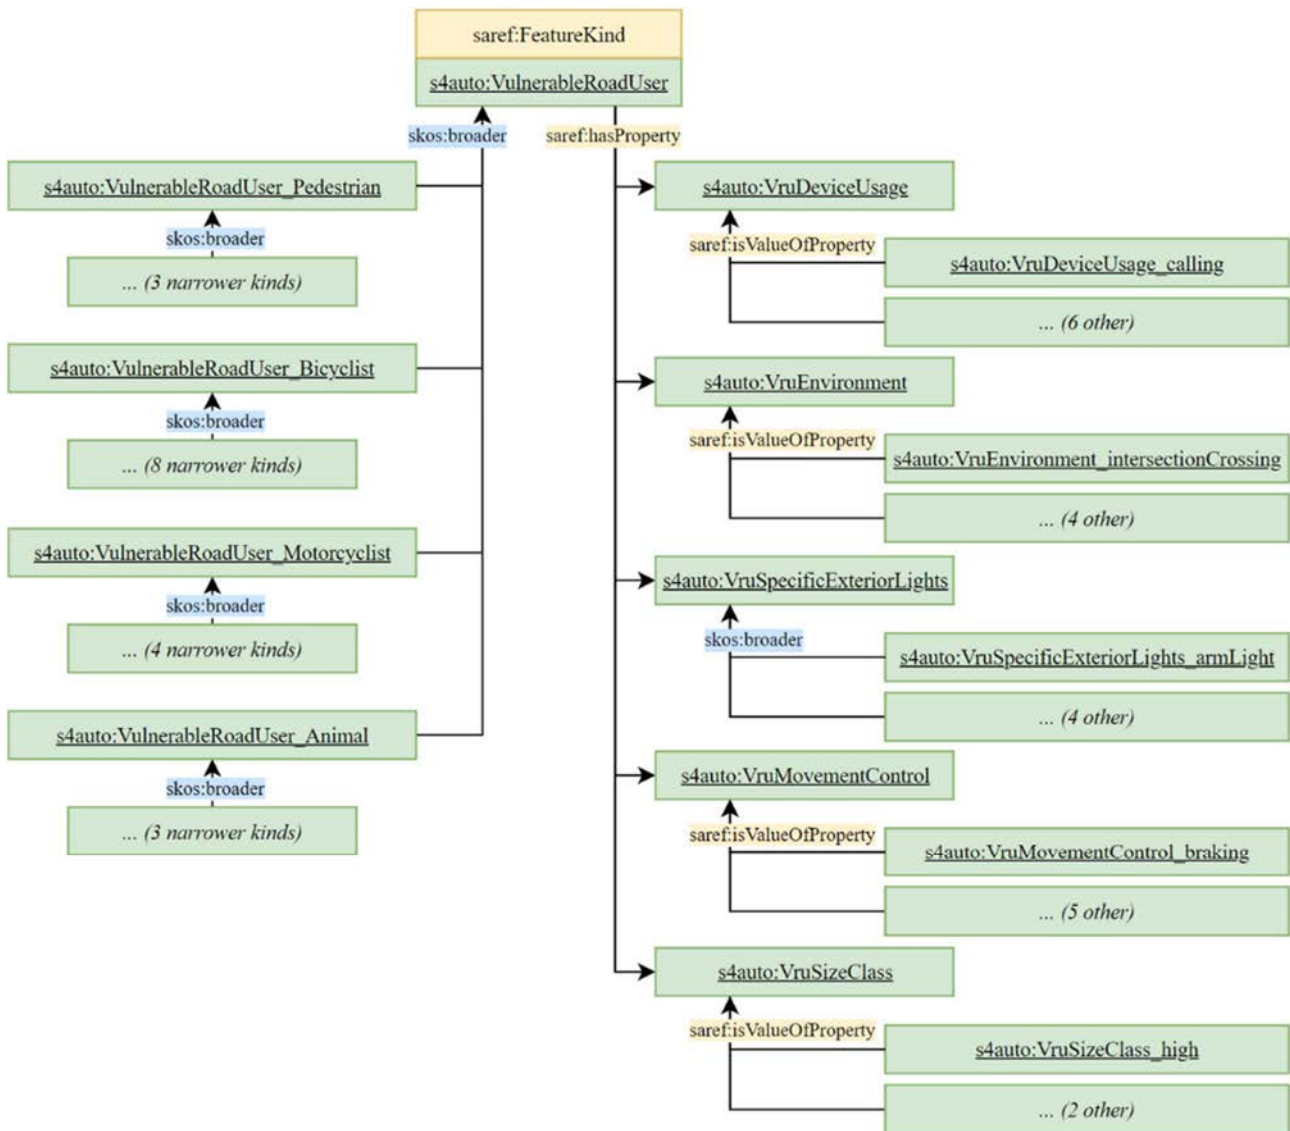 saref:FeatureKind
s4auto:VulnerableRoadUser
skos:broader
saref:hasProperty
s4auto:VulnerableRoadUser_Pedestrian
skos:broader
... (3 narrower kinds)
s4auto:VulnerableRoadUser_Bicyclist
skos:broader
... (8 narrower kinds)
s4auto:VulnerableRoadUser_Motorcyclist
skos:broader
... (4 narrower kinds)
s4auto:VulnerableRoadUser_Animal
skos:broader
... (3 narrower kinds)
s4auto:VruDeviceUsage
saref:isValueOfProperty
s4auto:VruDeviceUsage_calling
... (6 other)
s4auto:VruEnvironment
saref:isValueOfProperty
s4auto:VruEnvironment_intersectionCrossing
... (4 other)
s4auto:VruSpecificExteriorLights
skos:broader
s4auto:VruSpecificExteriorLights_armLight
... (4 other)
s4auto:VruMovementControl
saref:isValueOfProperty
s4auto:VruMovementControl_braking
... (5 other)
s4auto:VruSizeClass
saref:isValueOfProperty
s4auto:VruSizeClass_high
... (2 other)